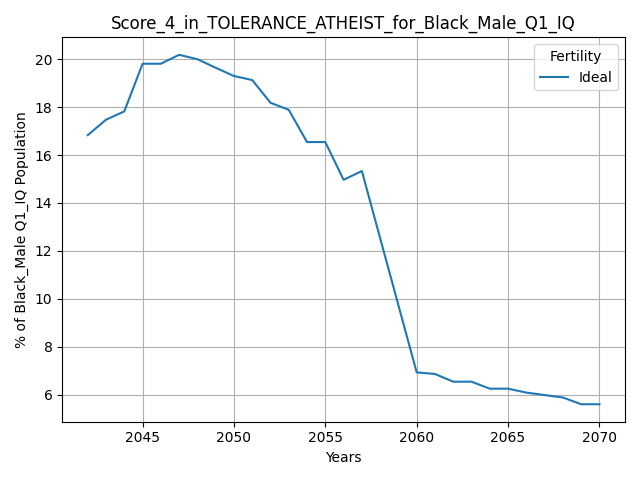 Score_4_in_TOLERANCE_ATHEIST_for_Black_Male_Q1_IQ
Fertility
Ideal
% of Black_Male Q1_IQ Population
20
18
16
14
12
10
8
6
2045 2050 2055 2060 2065 2070
Years